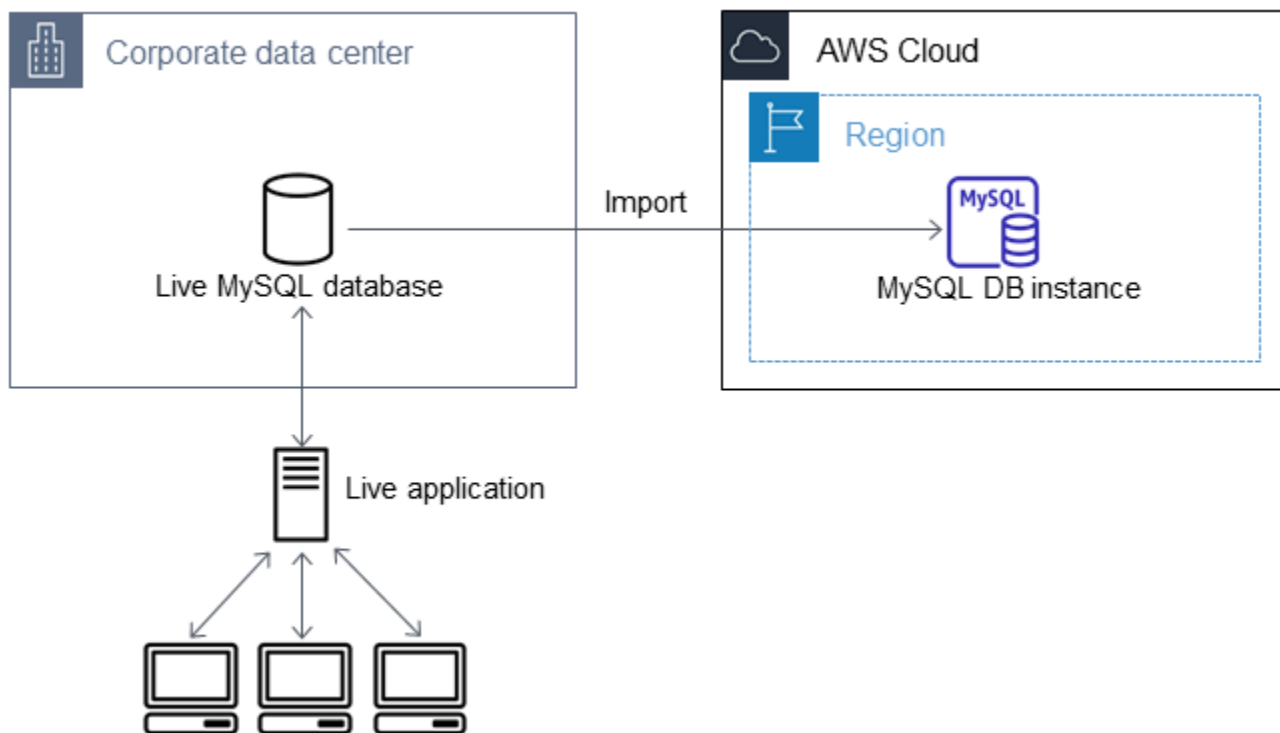 Corporate data center
AWS Cloud
Region
Import
MySQL
Live MySQL database
MySQL DB instance
Live application